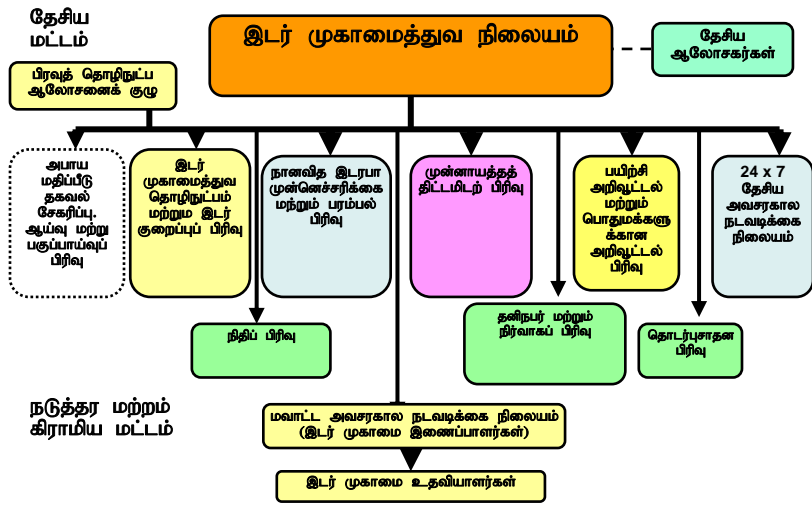 தேசிய
மட்டம்
இடர் முகாமைத்துவ நிலையம்
தேசிய
ஆலோசகர்கள்
பிரவுத் தொழிநுட்ப
ஆலோசனைக் குழு
அபாய
மதிப்பீடு
தகவல்
சேகரிப்பு.
ஆய்வு மற்று
பகுப்பாய்வுப்
பிரிவு
இடர்
முகாமைத்துவ
தொழிநுட்பம்
மற்றும இடர்
குறைப்புப் பிரிவு
நானவித இடரபா
முன்னெச்சரிக்கை
மந்றும் பரம்பல்
பிரிவு
முன்னாயத்தத்
திட்டமிடற் பிரிவு
பயிற்சி
அறிவூட்டல்
மற்றும்
பொதுமக்களு
க்கான
அறிவூட்டல்
பிரிவு
24 x 7
தேசிய
அவசரகால
நடவடிக்கை
நிலையம்
நிதிப் பிரிவு
தனிநபர் மற்றும்
நிர்வாகப் பிரிவு
தொடர்புசாதன
பிரிவு
நடுத்தர மற்றம்
கிராமிய மட்டம்
மவாட்ட அவசரகால நடவடிக்கை நிலையம்
(இடர் முகாமை இணைப்பாளர்கள்)
இடர் முகாமை உதவியாளர்கள்